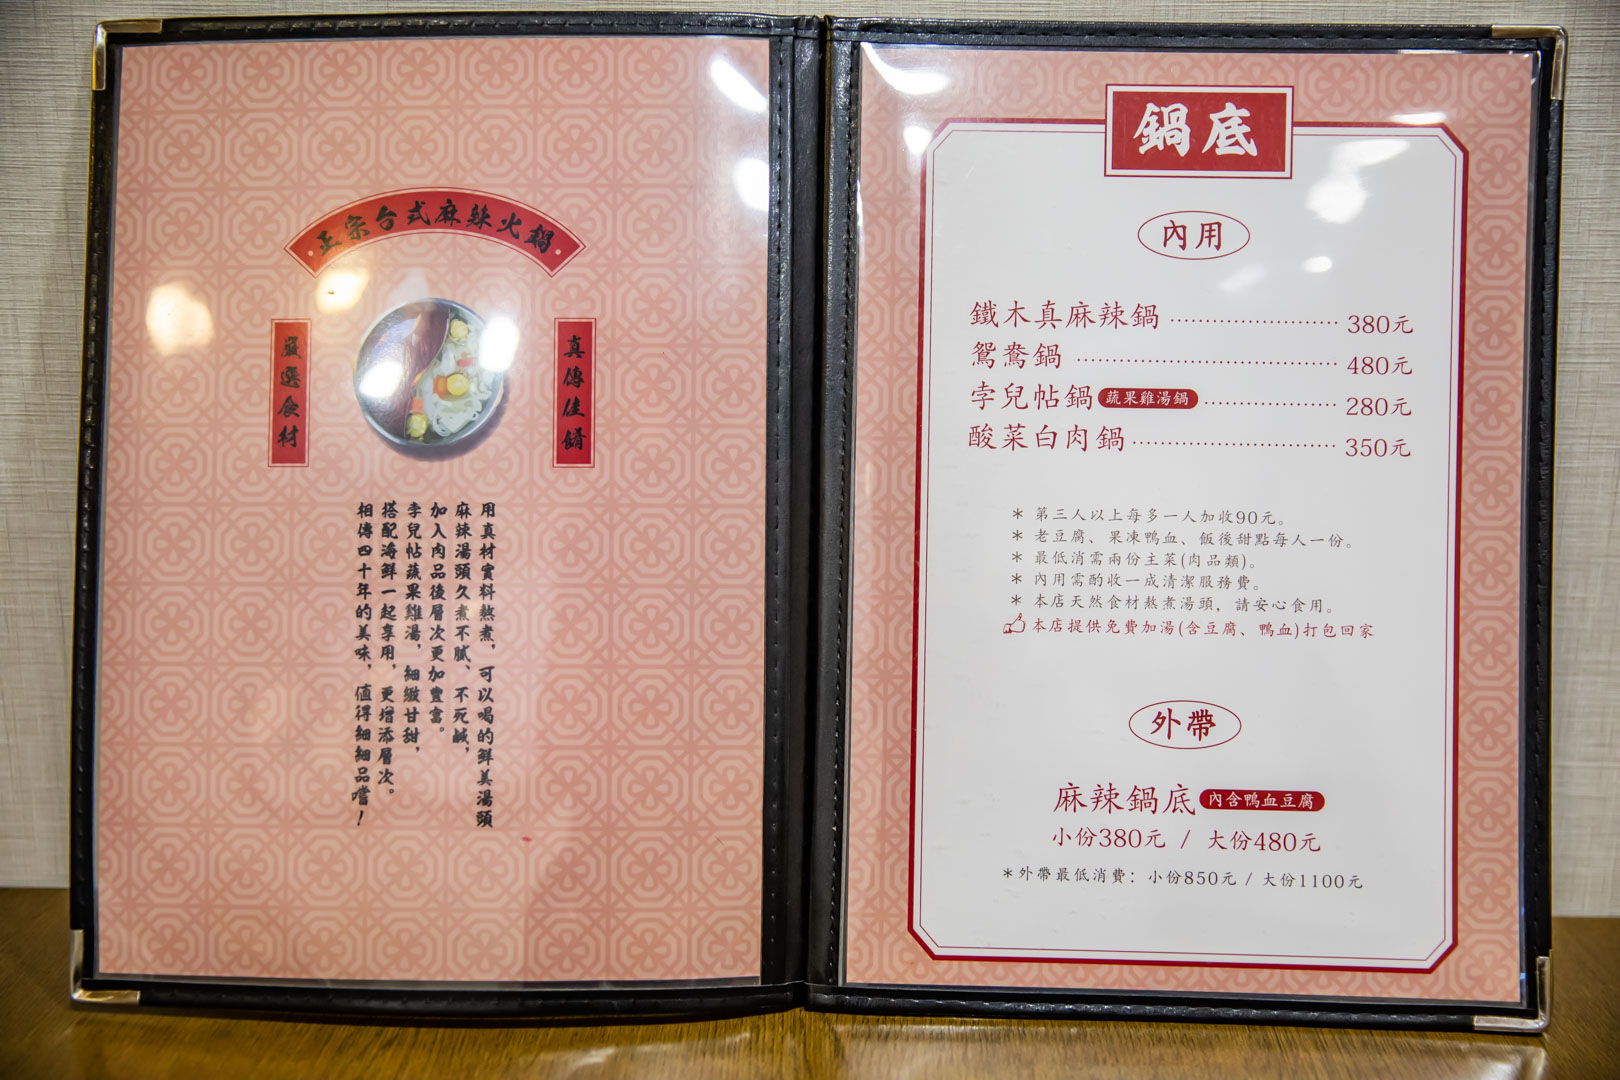 正宗台式麻辣火鍋
嚴選食材
真傳佳餚
用真材實料熬煮，可以喝的鮮美湯頭
麻辣湯頭久煮不膩、不死鹹，
加入肉品後層次更加豐富。
孛兒帖蔬果雞湯，細緻甘甜，
搭配海鮮一起享用，更增添層次。
相傳四十年的美味，值得細細品嚐！
鍋底
內用
鐵木真麻辣鍋 380元
鴛鴦鍋 480元
孛兒帖鍋 蔬果雞湯鍋 280元
酸菜白肉鍋 350元
＊ 第三人以上每多一人加收90元。
＊ 老豆腐、果凍鴨血、飯後甜點每人一份。
＊ 最低消需兩份主菜(肉品類)。
＊ 內用需酌收一成清潔服務費。
＊ 本店天然食材熬煮湯頭，請安心食用。
本店提供免費加湯(含豆腐、鴨血)打包回家
外帶
麻辣鍋底 內含鴨血豆腐
小份380元 / 大份480元
＊外帶最低消費：小份850元 / 大份1100元